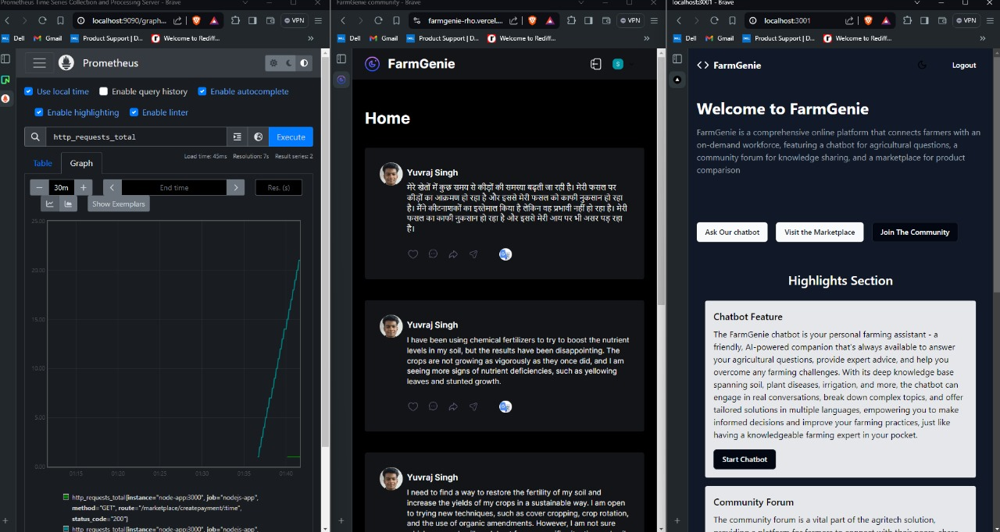 Prometheus Time Series Collection and Processing Server - Brave
localhost:9090/graph...
VPN
Dell
Gmail
Product Support | D...
Welcome to Rediff...
Prometheus
Use local time
Enable query history
Enable autocomplete
Enable highlighting
Enable linter
http_requests_total
Execute
Load time: 45ms Resolution: 7s Result series: 2
Table
Graph
30m
End time
Res. (s)
Show Exemplars
25.00
20.00
15.00
10.00
5.00
0.00
01:15
01:20
01:25
01:30
01:35
01:40
http_requests_total{instance="node-app:3000", job="nodejs-app",
method="GET", route="/marketplace/createpayment/:time",
status_code="200"}
http_requests_total{instance="node-app:3000", job="nodejs-app",
FarmGenie community - Brave
farmgenie-rho.vercel....
VPN
Dell
Gmail
Product Support | D...
Welcome to Rediff...
FarmGenie
S
Home
Yuvraj Singh
मेरे खेतों में कुछ समय से कीड़ों की समस्या बढ़ती जा रही है। मेरी फसल पर
कीड़ों का आक्रमण हो रहा है और इससे मेरी फसल को काफी नुकसान हो रहा
है। मैंने कीटनाशकों का इस्तेमाल किया है लेकिन वह प्रभावी नहीं हो रहा है। मेरी
फसल का काफी नुकसान हो रहा है और इससे मेरी आय पर भी असर पड़ रहा
है।
Yuvraj Singh
I have been using chemical fertilizers to try to boost the nutrient
levels in my soil, but the results have been disappointing. The
crops are not growing as vigorously as they once did, and I am
seeing more signs of nutrient deficiencies, such as yellowing
leaves and stunted growth.
Yuvraj Singh
I need to find a way to restore the fertility of my soil and
increase the yields of my crops in a sustainable way. I am open
to trying new techniques, such as cover cropping, crop rotation,
and the use of organic amendments. However, I am not sure
localhost:3001 - Brave
localhost:3001
VPN
Dell
Gmail
Product Support | D...
Welcome to Rediff...
FarmGenie
Logout
Welcome to FarmGenie
FarmGenie is a comprehensive online platform that connects farmers with an
on-demand workforce, featuring a chatbot for agricultural questions, a
community forum for knowledge sharing, and a marketplace for product
comparison
Ask Our chatbot
Visit the Marketplace
Join The Community
Highlights Section
Chatbot Feature
The FarmGenie chatbot is your personal farming assistant - a
friendly, AI-powered companion that's always available to answer
your agricultural questions, provide expert advice, and help you
overcome any farming challenges. With its deep knowledge base
spanning soil, plant diseases, irrigation, and more, the chatbot can
engage in real conversations, break down complex topics, and offer
tailored solutions in multiple languages, empowering you to make
informed decisions and improve your farming practices, just like
having a knowledgeable farming expert in your pocket.
Start Chatbot
Community Forum
The community forum is a vital part of the agritech solution,